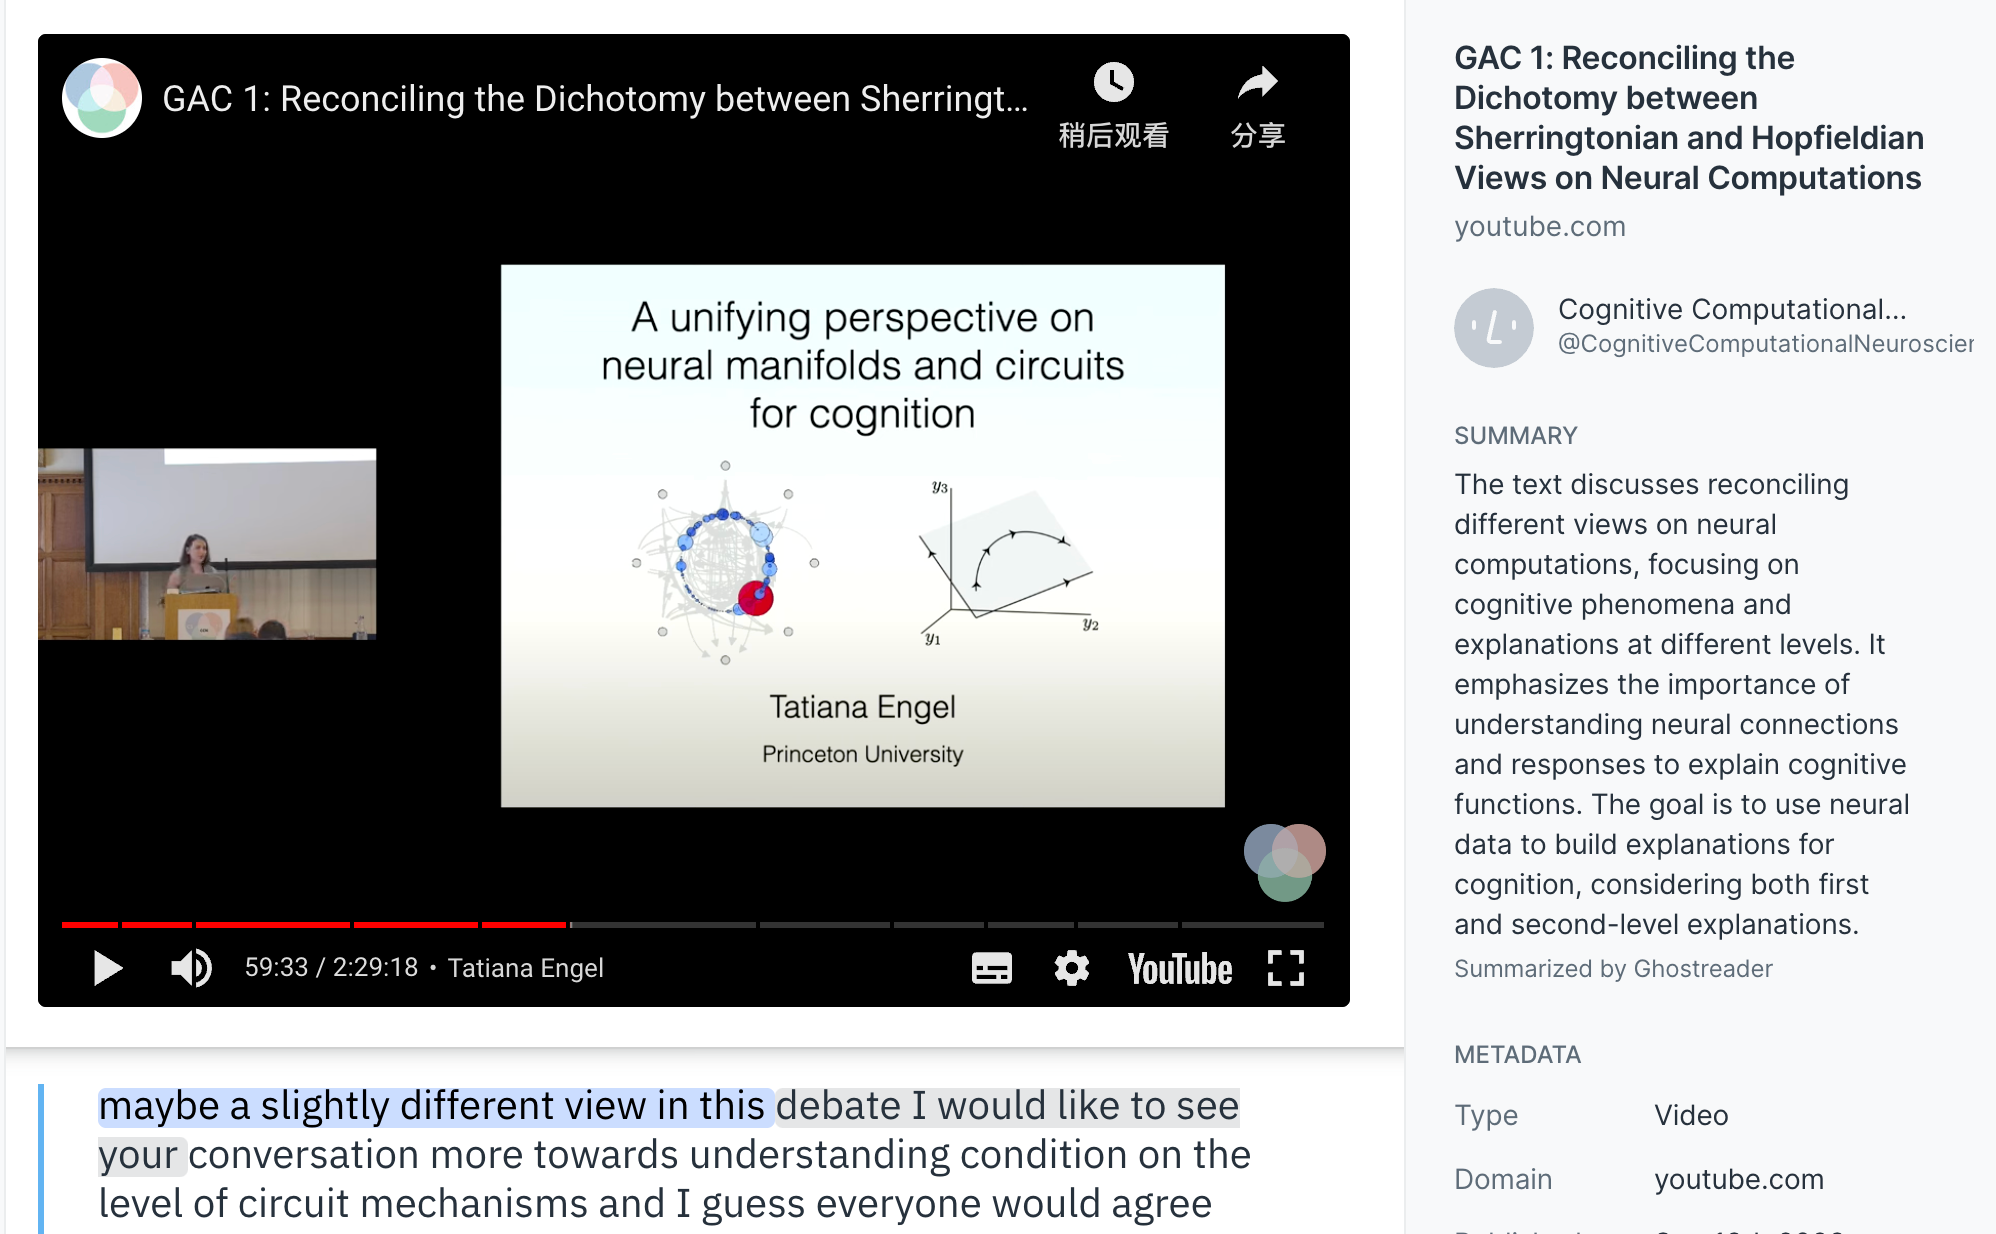 GAC 1: Reconciling the Dichotomy between Sherringt...
稍后观看
分享
A unifying perspective on
neural manifolds and circuits
for cognition
y3
y2
y1
Tatiana Engel
Princeton University
59:33 / 2:29:18 • Tatiana Engel
YouTube
maybe a slightly different view in this debate I would like to see
your conversation more towards understanding condition on the
level of circuit mechanisms and I guess everyone would agree
GAC 1: Reconciling the
Dichotomy between
Sherringtonian and Hopfieldian
Views on Neural Computations
youtube.com
Cognitive Computational...
@CognitiveComputationalNeuroscien
SUMMARY
The text discusses reconciling
different views on neural
computations, focusing on
cognitive phenomena and
explanations at different levels. It
emphasizes the importance of
understanding neural connections
and responses to explain cognitive
functions. The goal is to use neural
data to build explanations for
cognition, considering both first
and second-level explanations.
Summarized by Ghostreader
METADATA
Type Video
Domain youtube.com